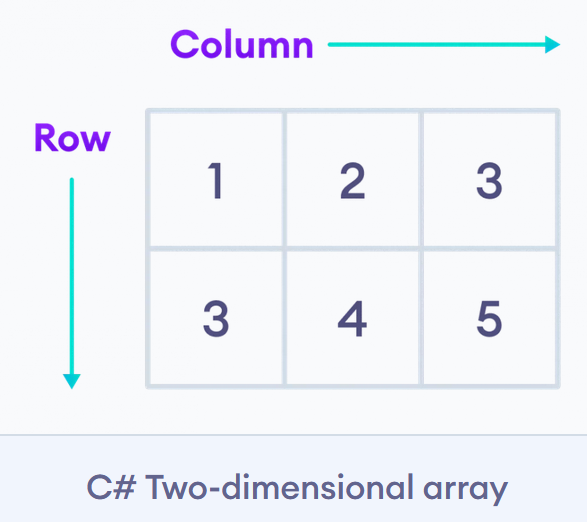 Column
Row
1 2 3
3 4 5
C# Two-dimensional array